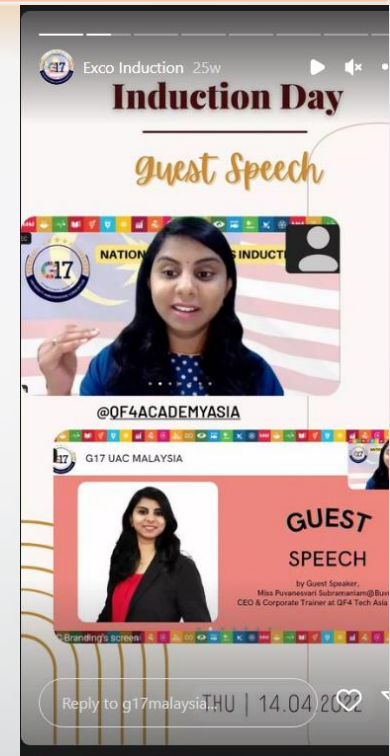 G17
Exco Induction 25w
Induction Day
guest Speech
G17
NATION
S INDUCTI
@QF4ACADEMYASIA
G17
G17 UAC MALAYSIA
GUEST
SPEECH
by Guest Speaker,
Miss Puvanesvari Subramaniam@Buv
CEO & Corporate Trainer at QF4 Tech Asia
Branding's screen
Reply to g17malaysia...
THU | 14.04 2022